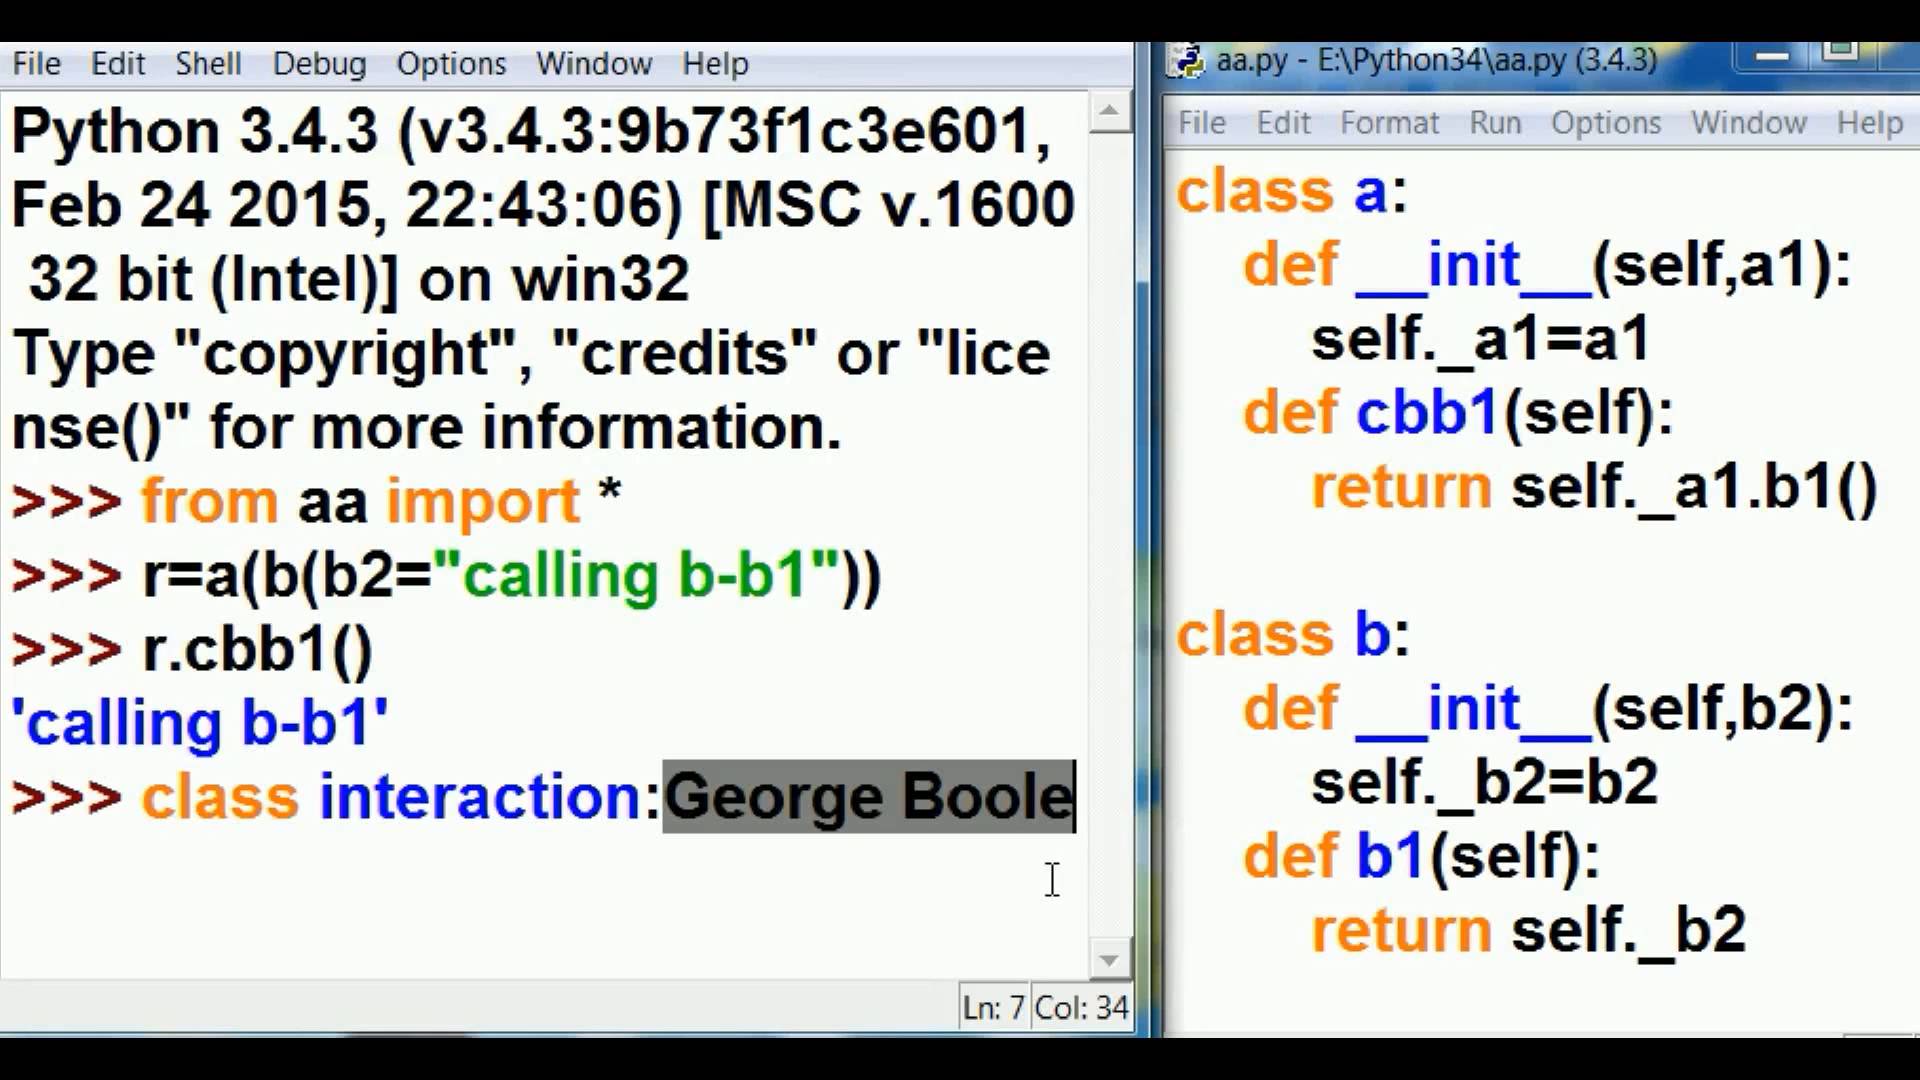 File Edit Shell Debug Options Window Help
Python 3.4.3 (v3.4.3:9b73f1c3e601,
Feb 24 2015, 22:43:06) [MSC v.1600
32 bit (Intel)] on win32
Type "copyright", "credits" or "lice
nse()" for more information.
>>> from aa import *
>>> r=a(b(b2="calling b-b1"))
>>> r.cbb1()
'calling b-b1'
>>> class interaction:George Boole
Ln: 7 Col: 34
aa.py - E:\Python34\aa.py (3.4.3)
File Edit Format Run Options Window Help
class a:
def __init__(self,a1):
self._a1=a1
def cbb1(self):
return self._a1.b1()
class b:
def __init__(self,b2):
self._b2=b2
def b1(self):
return self._b2